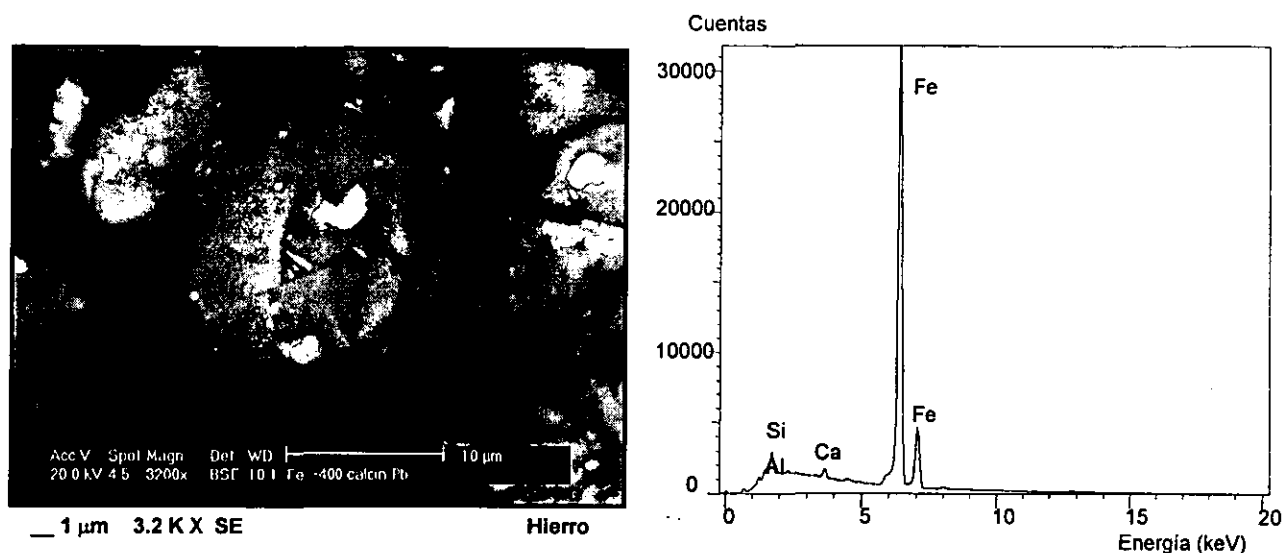 Acc V Spot Magn Det WD 10 µm
20.0 kV 4.5 3200x BSE 10.1 Fe -400 calcin Pb
1 µm 3.2 K X SE Hierro
Cuentas
30000
20000
10000
0
Fe
Fe
Si
Al
Ca
0 5 10 15 20
Energía (keV)